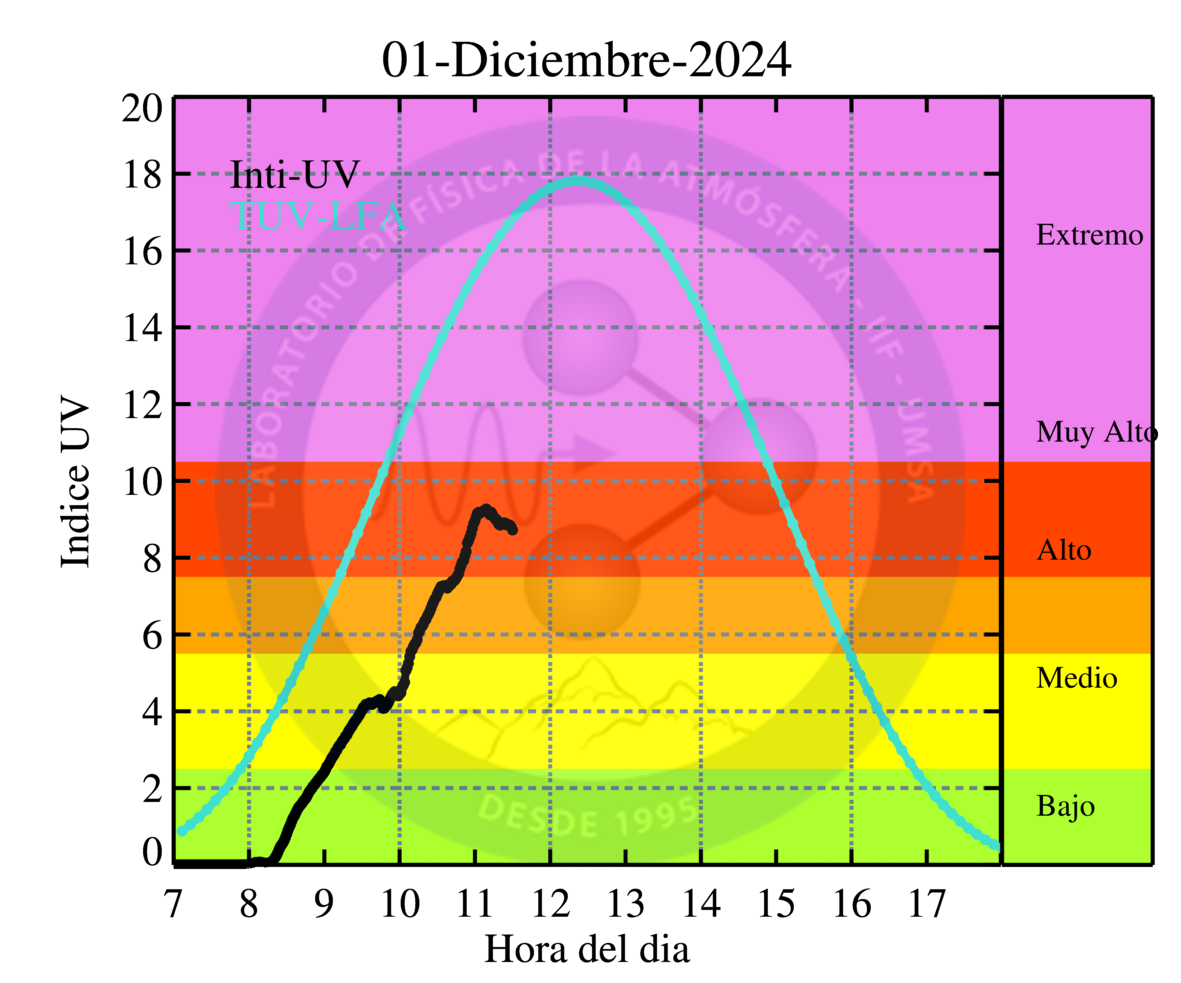 01-Diciembre-2024
20
18
16
14
12
10
8
6
4
2
0
Indice UV
Inti-UV
TUV-LFA
LABORATORIO DE FÍSICA DE LA ATMÓSFERA - IIF - UMSA
DESDE 1995
Extremo
Muy Alto
Alto
Medio
Bajo
7 8 9 10 11 12 13 14 15 16 17
Hora del dia